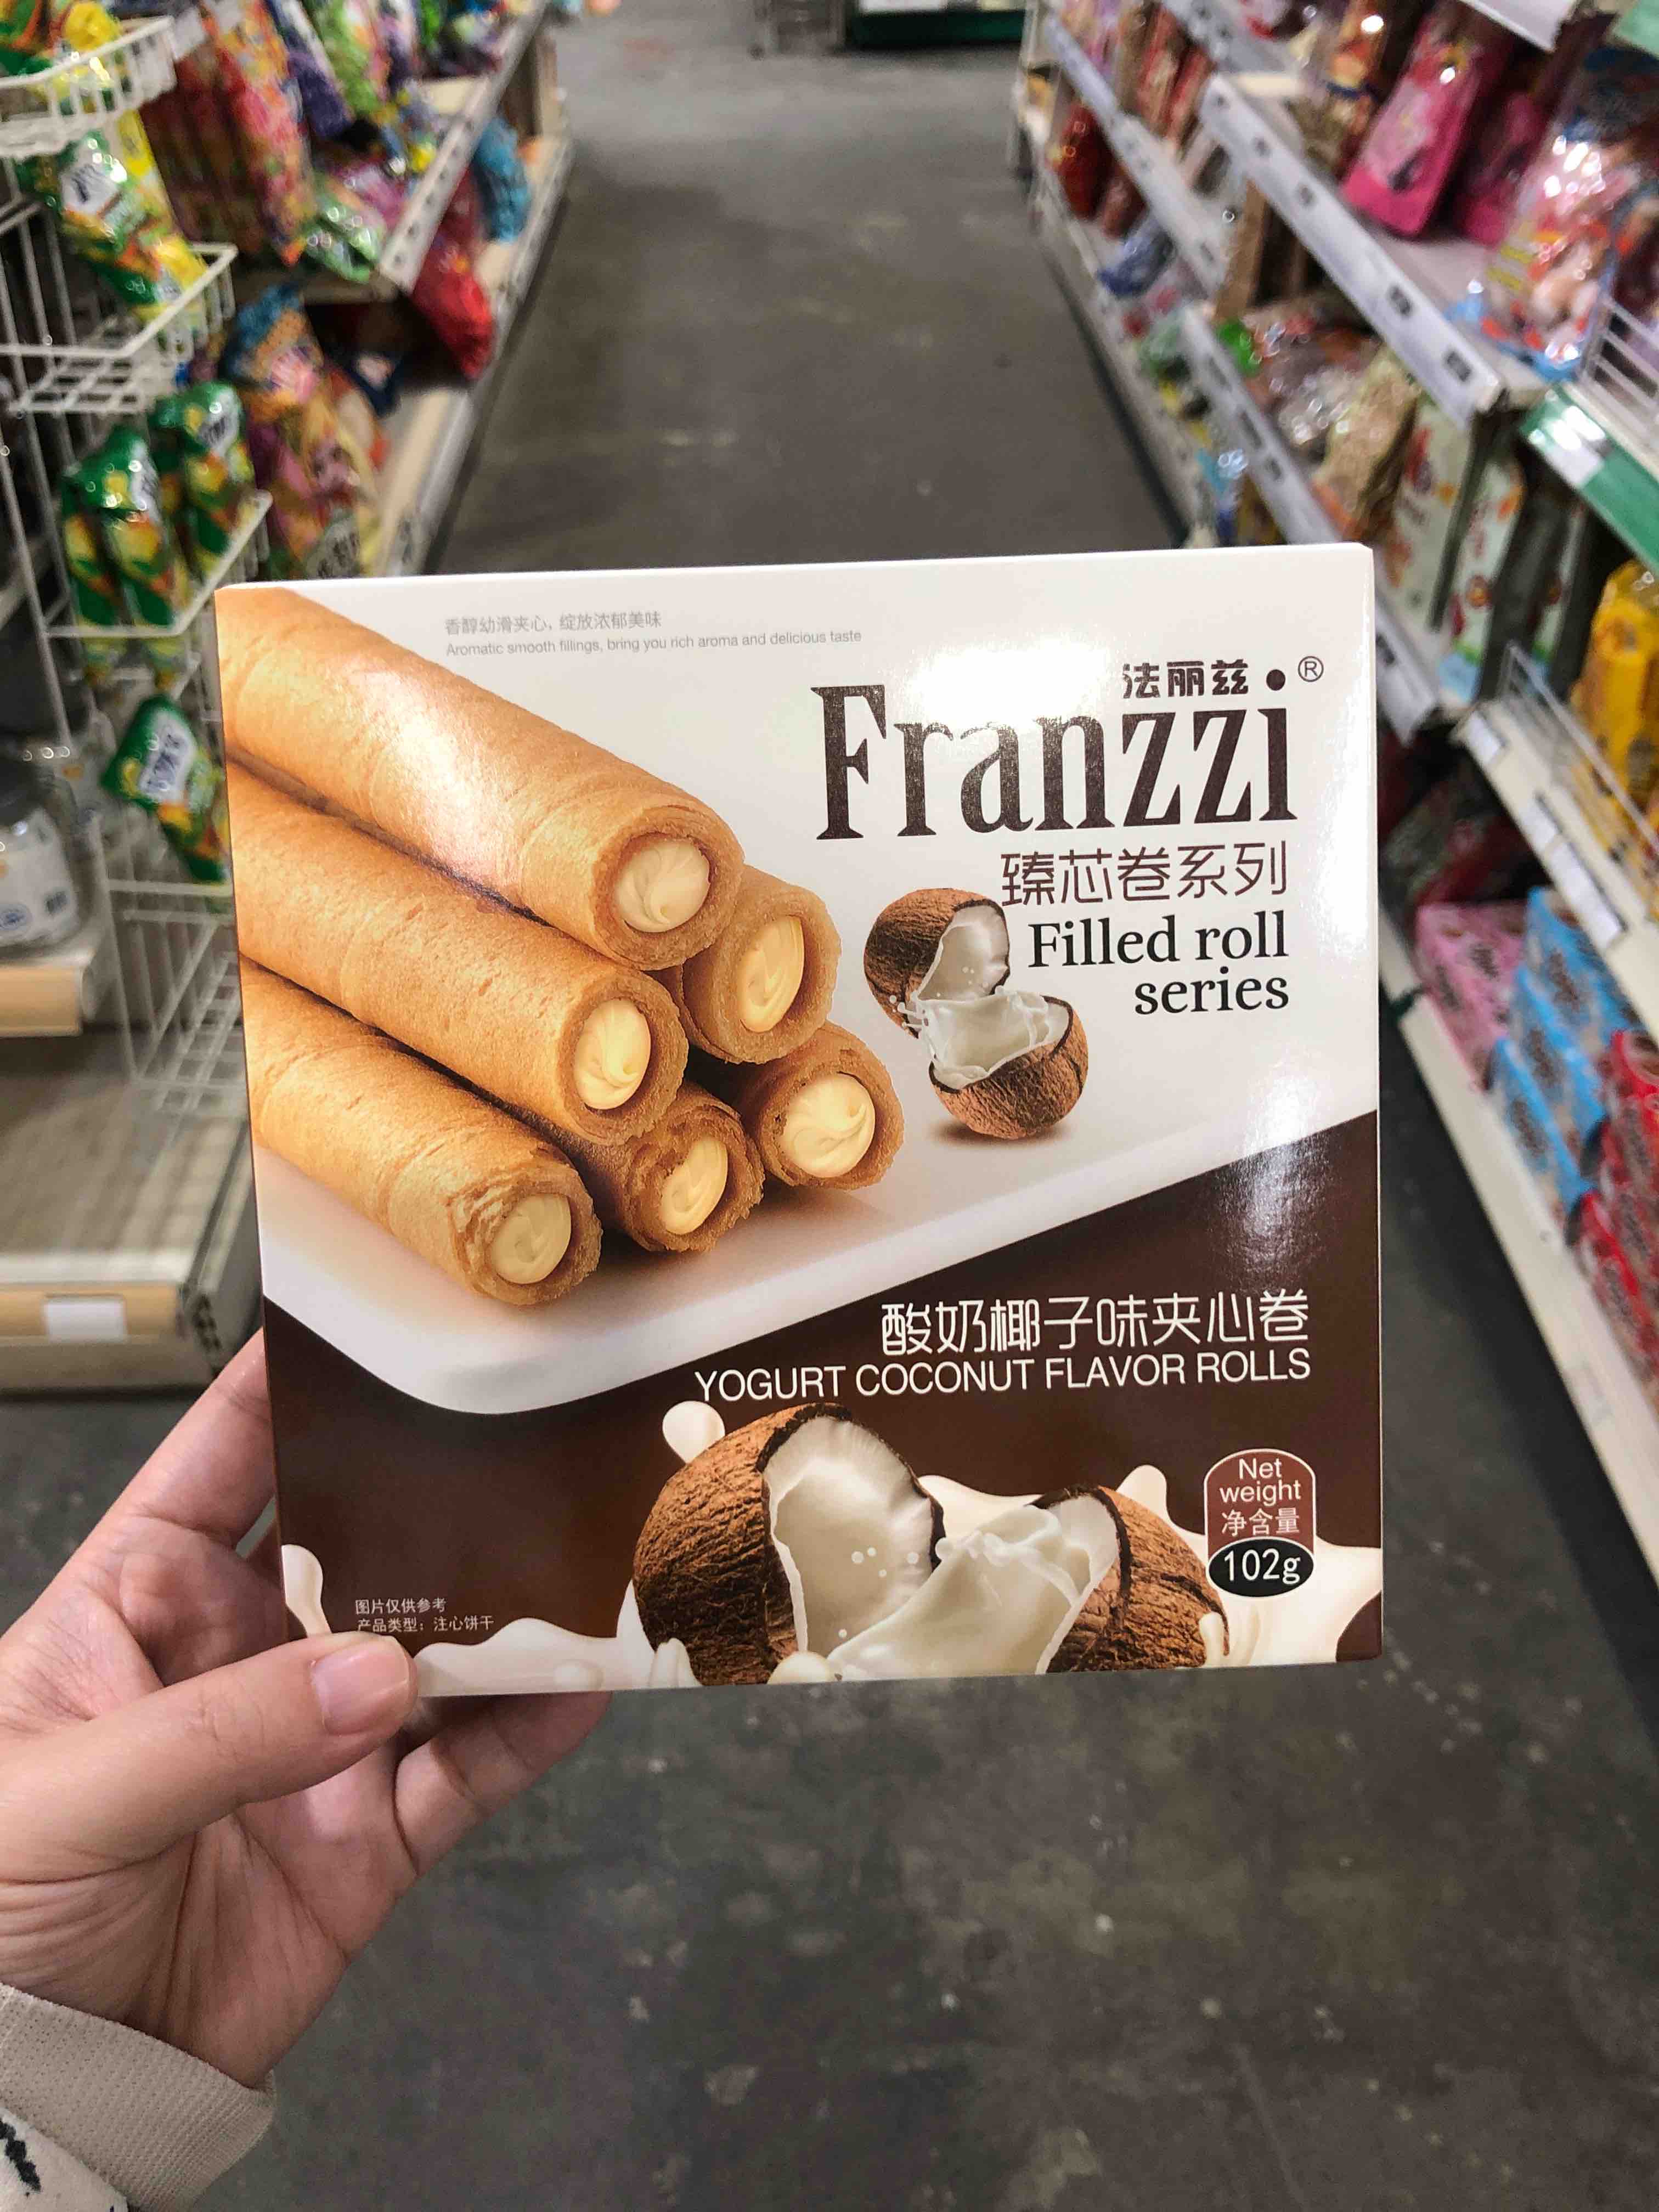 香醇幼滑夹心，绽放浓郁美味
Aromatic smooth fillings, bring you rich aroma and delicious taste
法丽兹®
Franzzi
臻芯卷系列
Filled roll
series
酸奶椰子味夹心卷
YOGURT COCONUT FLAVOR ROLLS
Net
weight
净含量
102g
图片仅供参考
产品类型：注心饼干